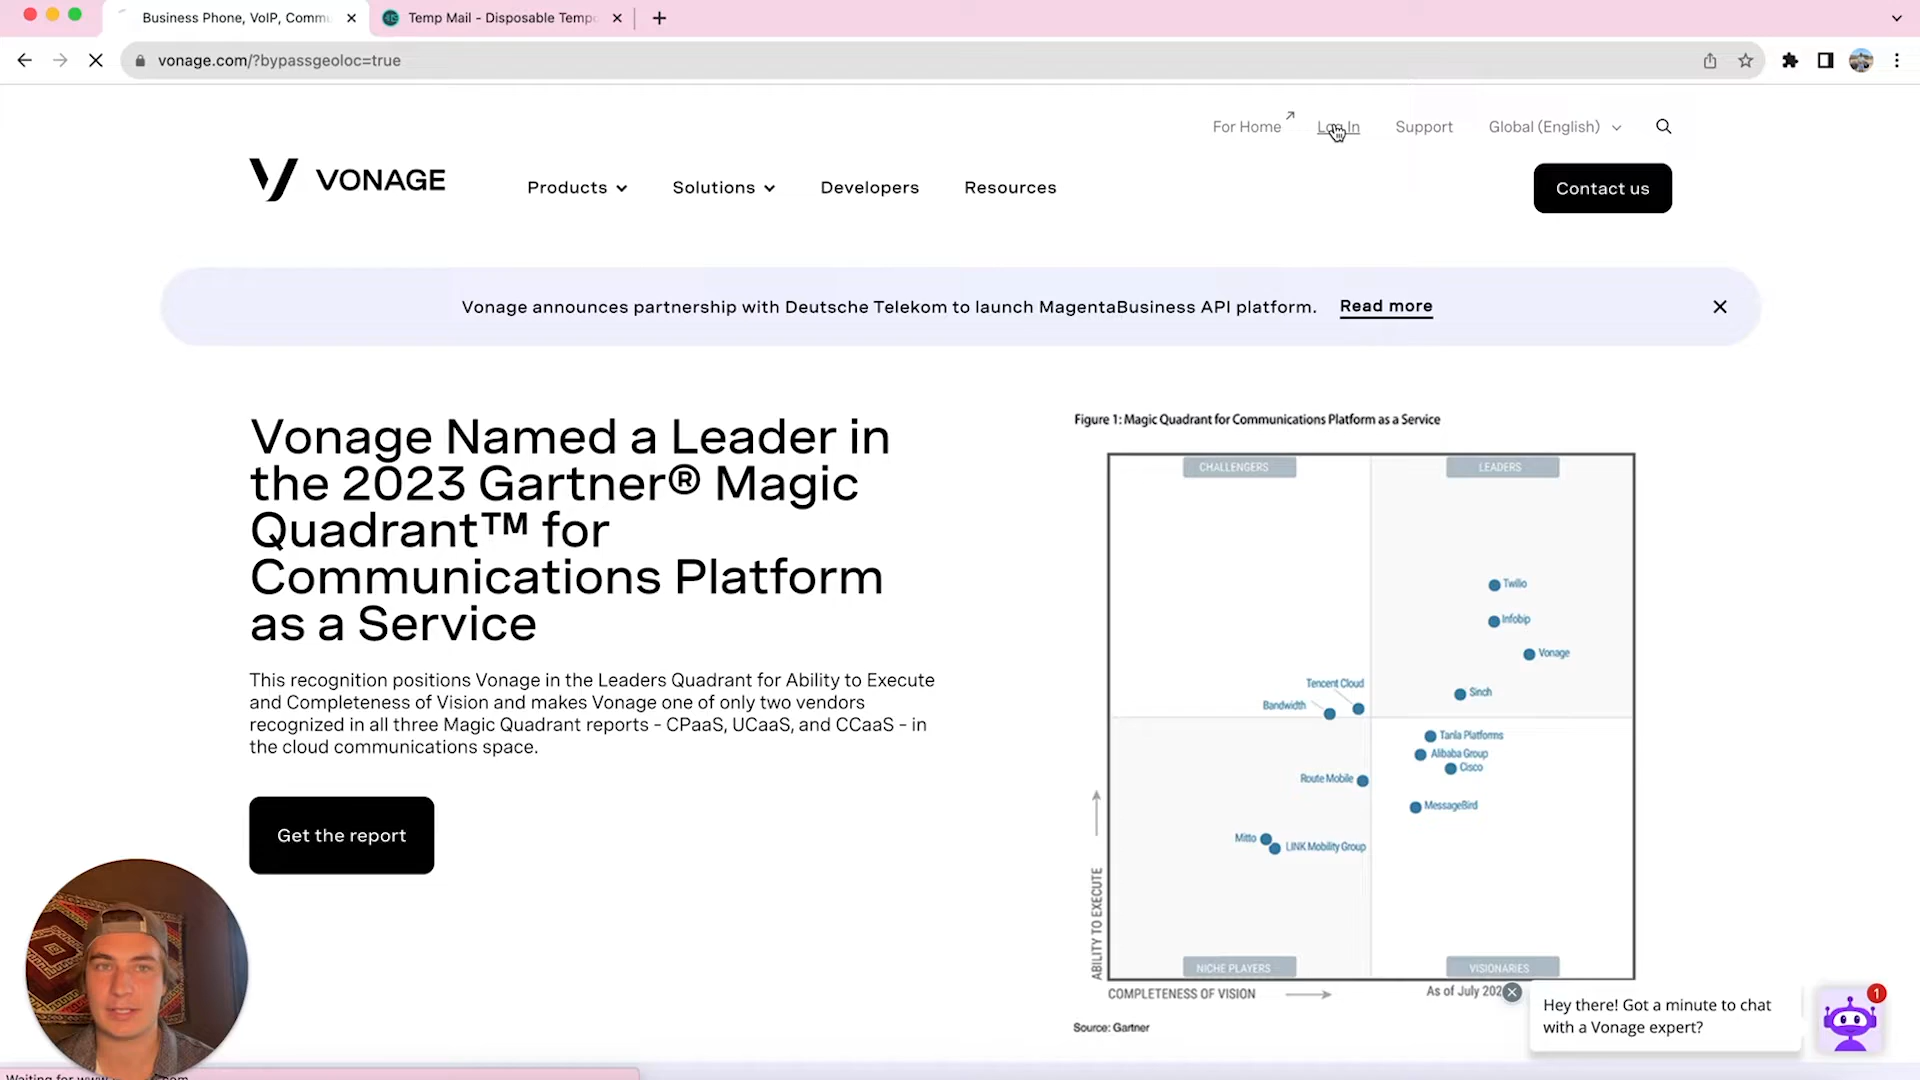 Business Phone, VoIP, Commu
Temp Mail - Disposable Tempo
vonage.com/?bypassgeoloc=true
For Home
Log In
Support
Global (English)
VONAGE
Products
Solutions
Developers
Resources
Contact us
Vonage announces partnership with Deutsche Telekom to launch MagentaBusiness API platform. Read more
Vonage Named a Leader in
the 2023 Gartner® Magic
Quadrant™ for
Communications Platform
as a Service
This recognition positions Vonage in the Leaders Quadrant for Ability to Execute
and Completeness of Vision and makes Vonage one of only two vendors
recognized in all three Magic Quadrant reports - CPaaS, UCaaS, and CCaaS - in
the cloud communications space.
Get the report
Figure 1: Magic Quadrant for Communications Platform as a Service
CHALLENGERS
LEADERS
Twilio
Infobip
Vonage
Sinch
Tencent Cloud
Bandwidth
Tanla Platforms
Alibaba Group
Cisco
Route Mobile
MessageBird
Mitto
LINK Mobility Group
ABILITY TO EXECUTE
NICHE PLAYERS
VISIONARIES
COMPLETENESS OF VISION
As of July 202
Source: Gartner
Hey there! Got a minute to chat
with a Vonage expert?
1